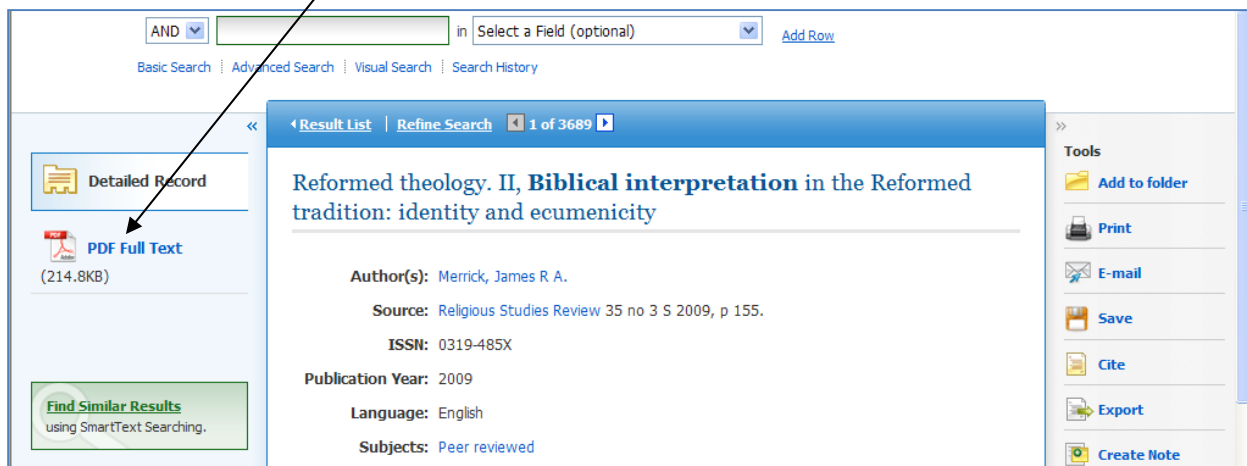 AND in Select a Field (optional) Add Row
Basic Search Advanced Search Visual Search Search History
« Result List Refine Search 1 of 3689 »
Detailed Record
PDF Full Text
(214.8KB)
Find Similar Results
using SmartText Searching.
Reformed theology. II, Biblical interpretation in the Reformed
tradition: identity and ecumenicity
Author(s): Merrick, James R A.
Source: Religious Studies Review 35 no 3 S 2009, p 155.
ISSN: 0319-485X
Publication Year: 2009
Language: English
Subjects: Peer reviewed
Tools
Add to folder
Print
E-mail
Save
Cite
Export
Create Note